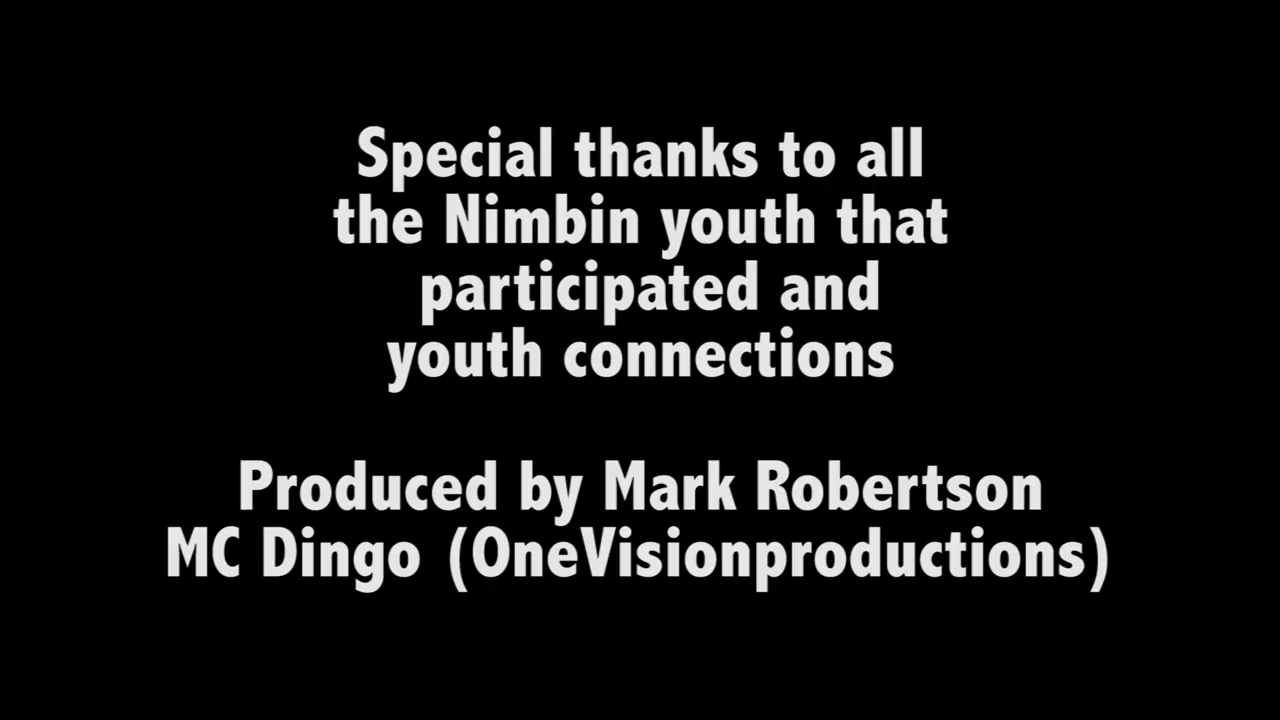 Special thanks to all
the Nimbin youth that
participated and
youth connections
Produced by Mark Robertson
MC Dingo (OneVisionproductions)